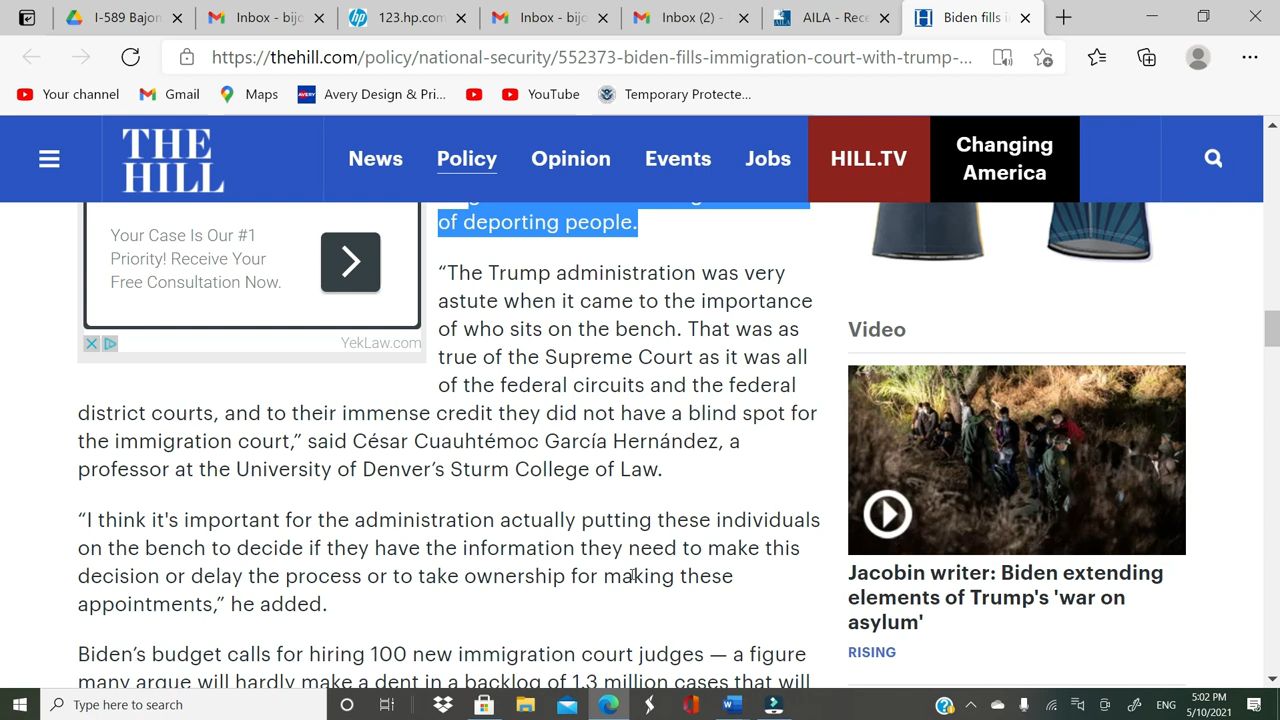 I-589 Bajon
Inbox - bijc
123.hp.com
Inbox - bijc
Inbox (2) -
AILA - Rece
Biden fills i
https://thehill.com/policy/national-security/552373-biden-fills-immigration-court-with-trump-...
Your channel
Gmail
Maps
AVERY
Avery Design & Pri...
YouTube
Temporary Protecte...
THE
HILL
News
Policy
Opinion
Events
Jobs
HILL.TV
Changing
America
of deporting people.
Your Case Is Our #1
Priority! Receive Your
Free Consultation Now.
YekLaw.com
“The Trump administration was very
astute when it came to the importance
of who sits on the bench. That was as
true of the Supreme Court as it was all
of the federal circuits and the federal
district courts, and to their immense credit they did not have a blind spot for
the immigration court,” said César Cuauhtémoc García Hernández, a
professor at the University of Denver’s Sturm College of Law.
“I think it's important for the administration actually putting these individuals
on the bench to decide if they have the information they need to make this
decision or delay the process or to take ownership for making these
appointments,” he added.
Biden’s budget calls for hiring 100 new immigration court judges — a figure
many argue will hardly make a dent in a backlog of 1.3 million cases that will
Video
Jacobin writer: Biden extending
elements of Trump's 'war on
asylum'
RISING
Type here to search
ENG
5:02 PM
5/10/2021